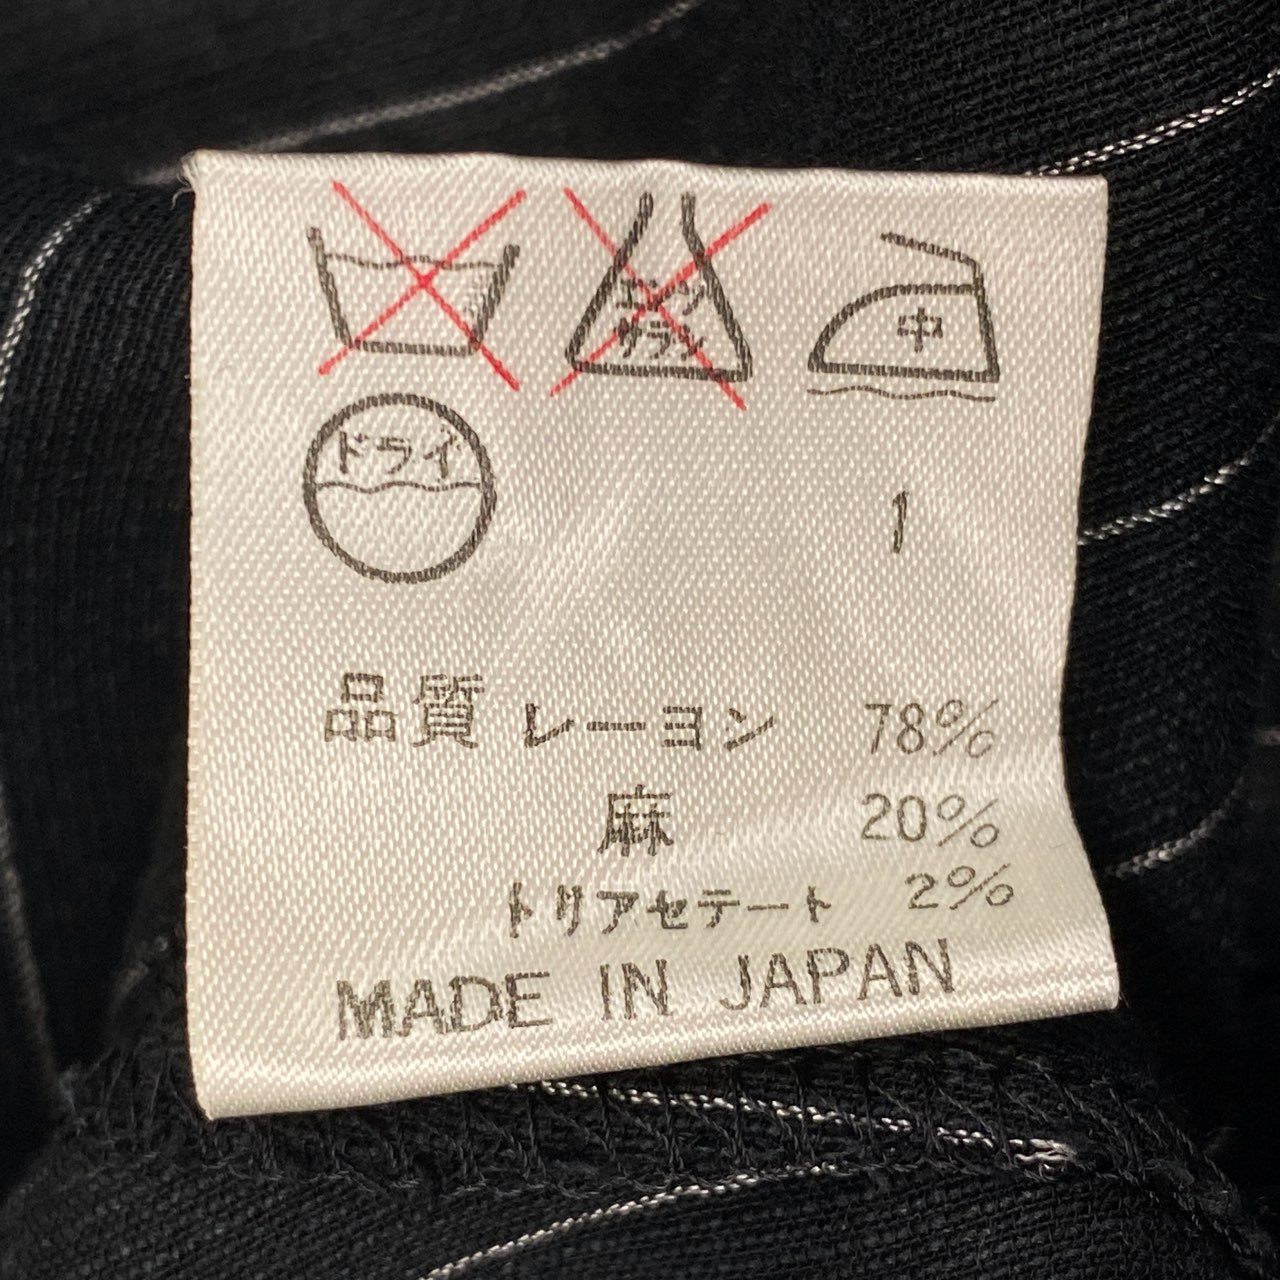 エンソ
サラシ
中
ドライ
1
品質 レーヨン 78%
麻 20%
トリアセテート 2%
MADE IN JAPAN